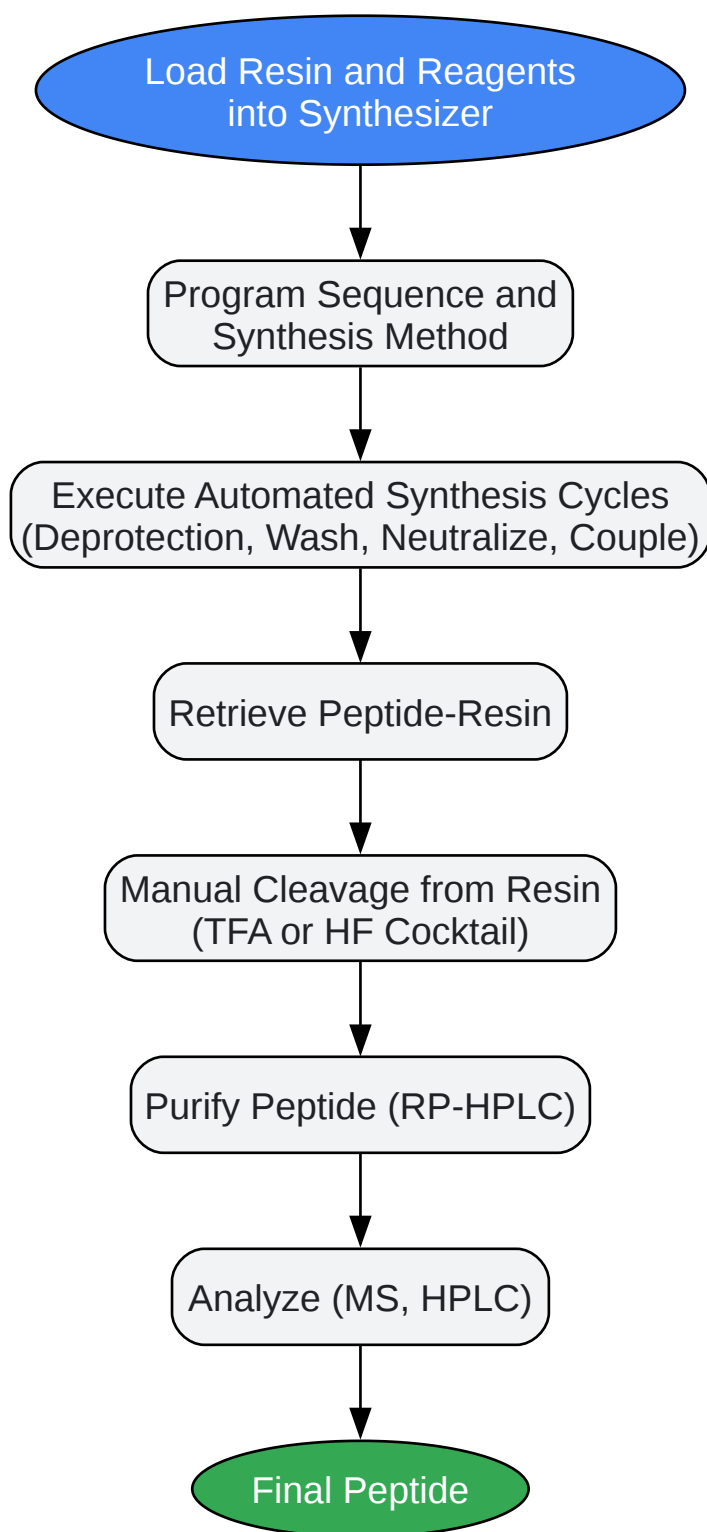 Load Resin and Reagents
into Synthesizer
Program Sequence and
Synthesis Method
Execute Automated Synthesis Cycles
(Deprotection, Wash, Neutralize, Couple)
Retrieve Peptide-Resin
Manual Cleavage from Resin
(TFA or HF Cocktail)
Purify Peptide (RP-HPLC)
Analyze (MS, HPLC)
Final Peptide